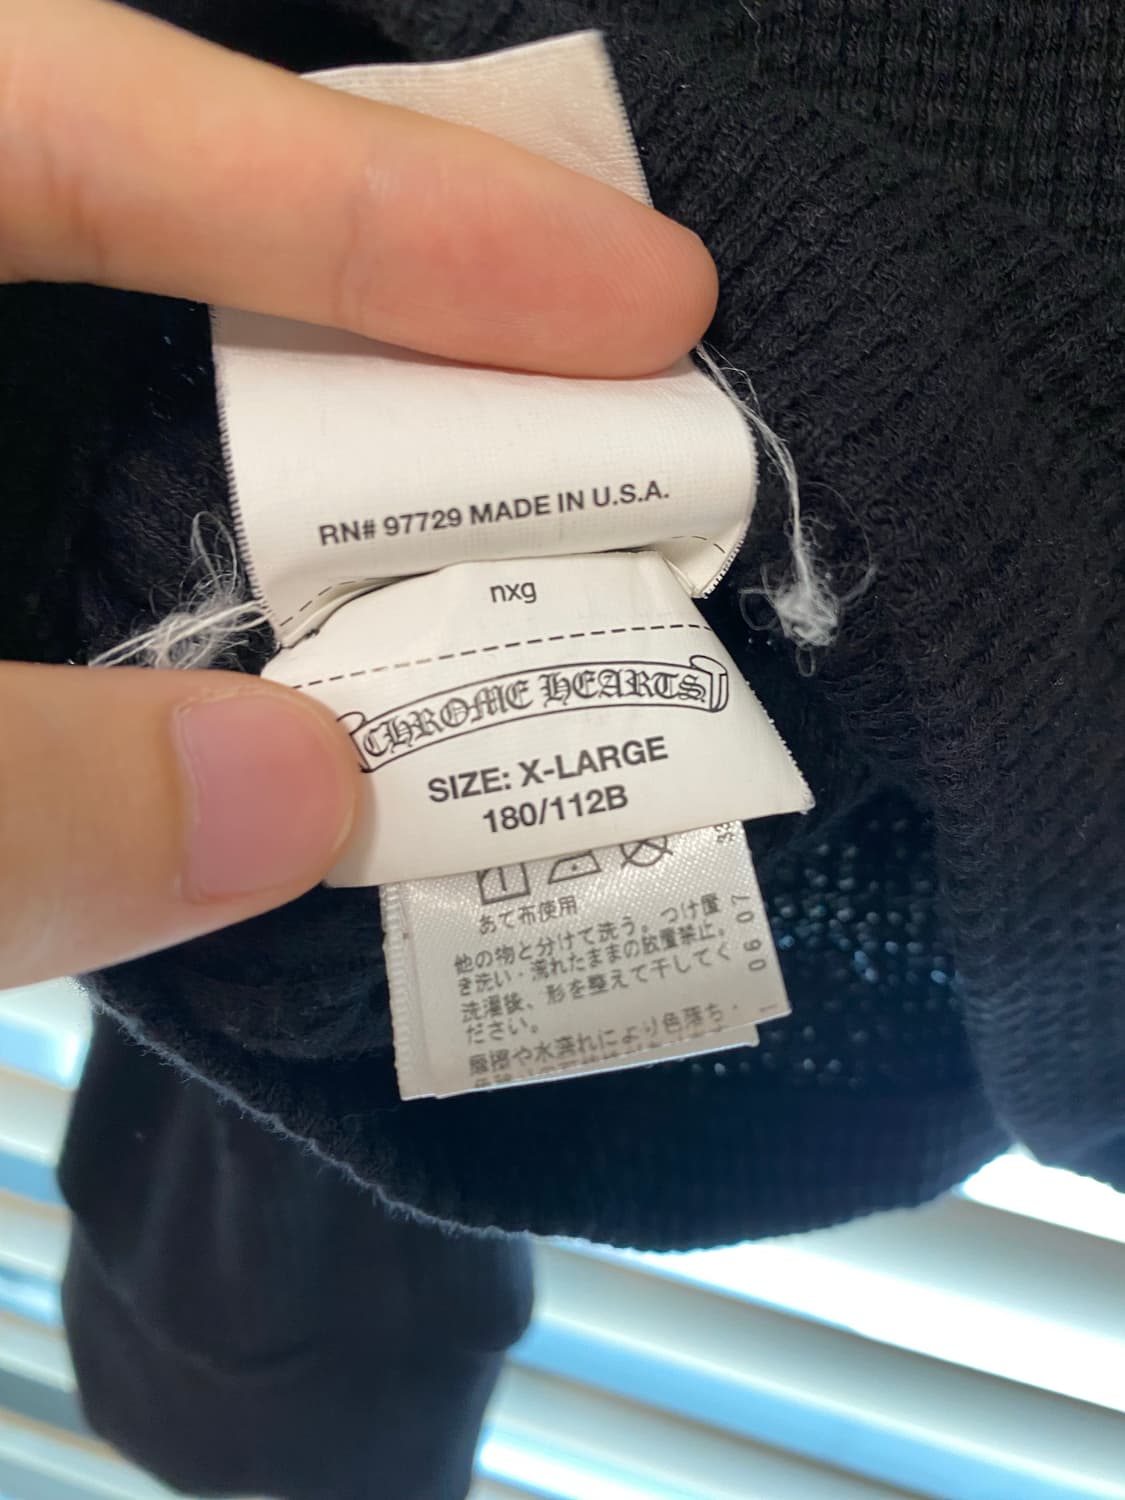 RN# 97729 MADE IN U.S.A.
nxg
CHROME HEARTS
SIZE: X-LARGE
180/112B
あて布使用
他の物と分けて洗う。つけ置
き洗い・濡れたままの放置禁止。
洗濯後、形を整えて干してく
ださい。
摩擦や水濡れにより色落ち・
06 07